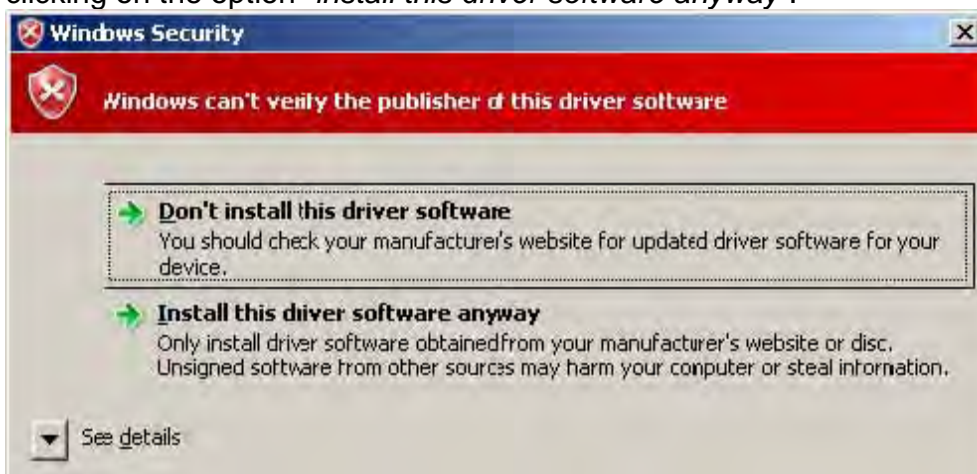 clicking on the option "Install this driver software anyway".
Windows Security
Windows can't verify the publisher of this driver software
Don't install this driver software
You should check your manufacturer's website for updated driver software for your
device.
Install this driver software anyway
Only install driver software obtained from your manufacturer's website or disc.
Unsigned software from other sources may harm your computer or steal information.
See details